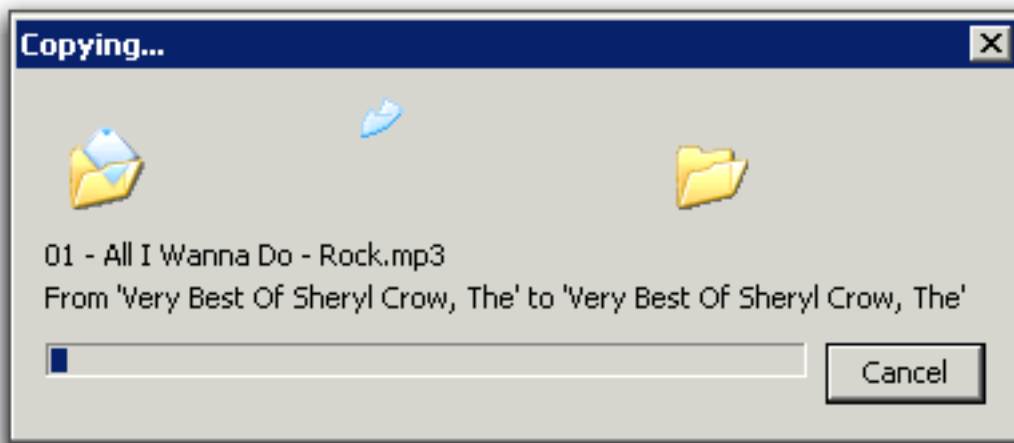 Copying...
01 - All I Wanna Do - Rock.mp3
From 'Very Best Of Sheryl Crow, The' to 'Very Best Of Sheryl Crow, The'
Cancel